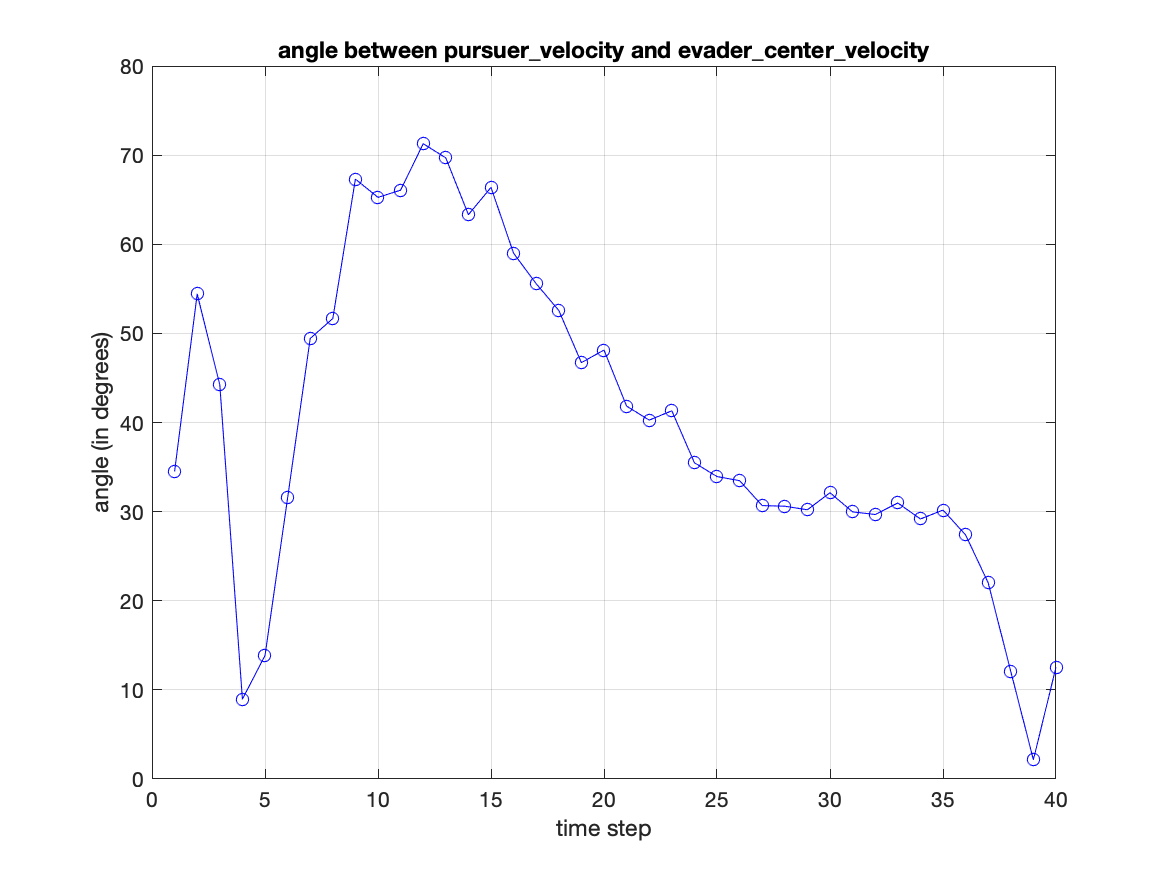 angle between pursuer_velocity and evader_center_velocity
80
70
60
50
40
30
20
10
0
angle (in degrees)
0 5 10 15 20 25 30 35 40
time step